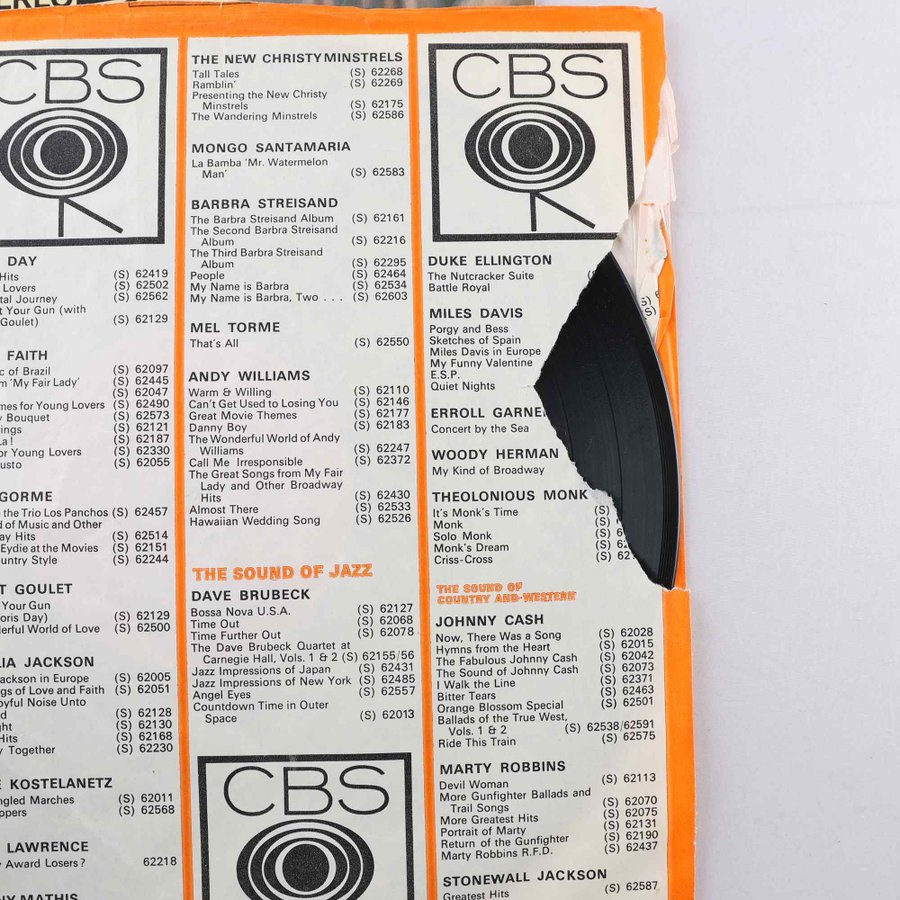 CBS
DAY
Hits (S) 62419
Lovers (S) 62502
Journey (S) 62562
Your Gun (with
Goulet) (S) 62129
FAITH
of Brazil (S) 62097
'My Fair Lady' (S) 62445
(S) 62047
for Young Lovers (S) 62490
Bouquet (S) 62573
(S) 62121
(S) 62187
Young Lovers (S) 62330
(S) 62055
GORME
the Trio Los Panchos (S) 62457
of Music and Other
Hits (S) 62514
Eydie at the Movies (S) 62151
Style (S) 62244
GOULET
Your Gun
Day) (S) 62129
World of Love (S) 62500
JACKSON
in Europe (S) 62005
of Love and Faith (S) 62051
Noise Unto
(S) 62128
(S) 62130
Hits (S) 62168
Together (S) 62230
KOSTELANETZ
Marches (S) 62011
(S) 62568
LAWRENCE
Award Losers? 62218
MATHIS
THE NEW CHRISTY MINSTRELS
Tall Tales (S) 62268
Ramblin' (S) 62269
Presenting the New Christy
Minstrels (S) 62175
The Wandering Minstrels (S) 62586
MONGO SANTAMARIA
La Bamba 'Mr. Watermelon
Man' (S) 62583
BARBRA STREISAND
The Barbra Streisand Album (S) 62161
The Second Barbra Streisand
Album (S) 62216
The Third Barbra Streisand
Album (S) 62295
People (S) 62464
My Name is Barbra (S) 62534
My Name is Barbra, Two . . . (S) 62603
MEL TORME
That's All (S) 62550
ANDY WILLIAMS
Warm & Willing (S) 62110
Can't Get Used to Losing You (S) 62146
Great Movie Themes (S) 62177
Danny Boy (S) 62183
The Wonderful World of Andy
Williams (S) 62247
Call Me Irresponsible (S) 62372
The Great Songs from My Fair
Lady and Other Broadway
Hits (S) 62430
Almost There (S) 62533
Hawaiian Wedding Song (S) 62526
THE SOUND OF JAZZ
DAVE BRUBECK
Bossa Nova U.S.A. (S) 62127
Time Out (S) 62068
Time Further Out (S) 62078
The Dave Brubeck Quartet at
Carnegie Hall, Vols. 1 & 2 (S) 62155/56
Jazz Impressions of Japan (S) 62431
Jazz Impressions of New York (S) 62485
Angel Eyes (S) 62557
Countdown Time in Outer
Space (S) 62013
CBS
CBS
DUKE ELLINGTON
The Nutcracker Suite
Battle Royal
MILES DAVIS
Porgy and Bess
Sketches of Spain
Miles Davis in Europe
My Funny Valentine
E.S.P.
Quiet Nights
(S)
(S)
ERROLL
Concert by the Sea
WOODY HERMAN
My Kind of Broadway
THEOLONIOUS MONK
It's Monk's Time (S)
Monk (S)
Solo Monk (S)
Monk's Dream (S)
Criss-Cross (S)
THE SOUND OF
COUNTRY AND-WESTERN
JOHNNY CASH
Now, There Was a Song (S) 62028
Hymns from the Heart (S) 62015
The Fabulous Johnny Cash (S) 62042
The Sound of Johnny Cash (S) 62073
I Walk the Line (S) 62371
Bitter Tears (S) 62463
Orange Blossom Special (S) 62501
Ballads of the True West,
Vols. 1 & 2 (S) 62538/62591
Ride This Train (S) 62575
MARTY ROBBINS
Devil Woman (S) 62113
More Gunfighter Ballads and
Trail Songs (S) 62070
More Greatest Hits (S) 62075
Portrait of Marty (S) 62131
Return of the Gunfighter (S) 62190
Marty Robbins R.F.D. (S) 62437
STONEWALL JACKSON
Greatest Hits (S) 62587